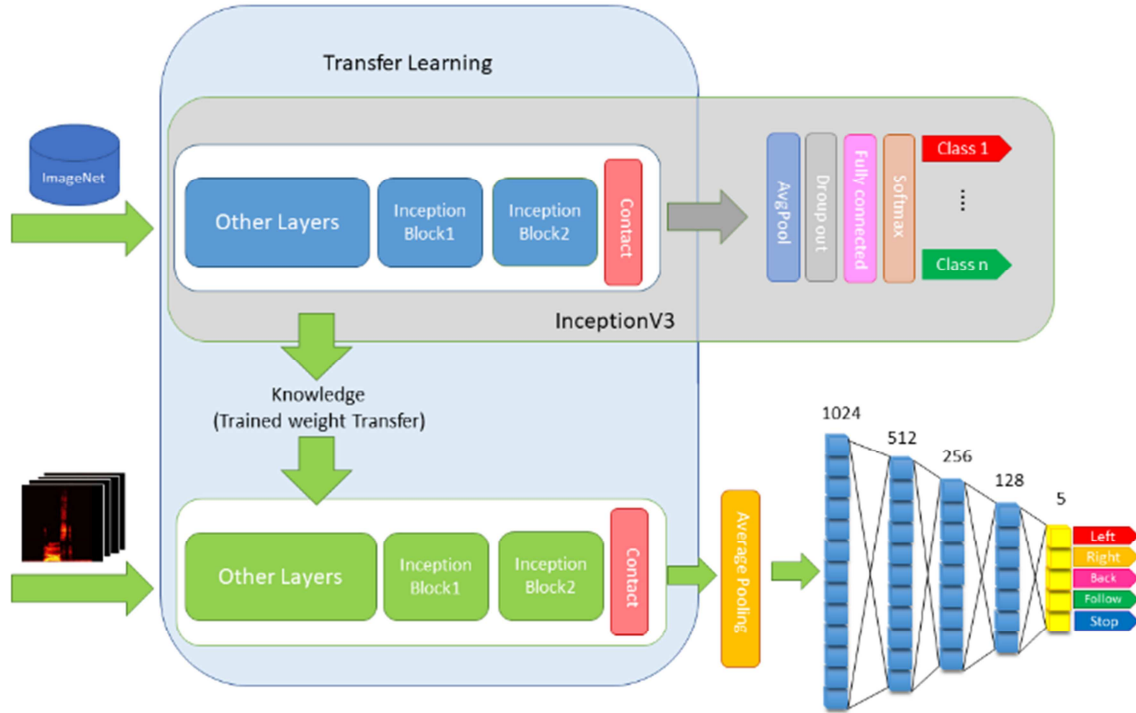 Transfer Learning
ImageNet
Other Layers
Inception
Block1
Inception
Block2
Contact
AvgPool
Droup out
Fully connected
Softmax
Class 1
Class n
InceptionV3
Knowledge
(Trained weight Transfer)
Other Layers
Inception
Block1
Inception
Block2
Contact
Average Pooling
1024
512
256
128
5
Left
Right
Back
Follow
Stop